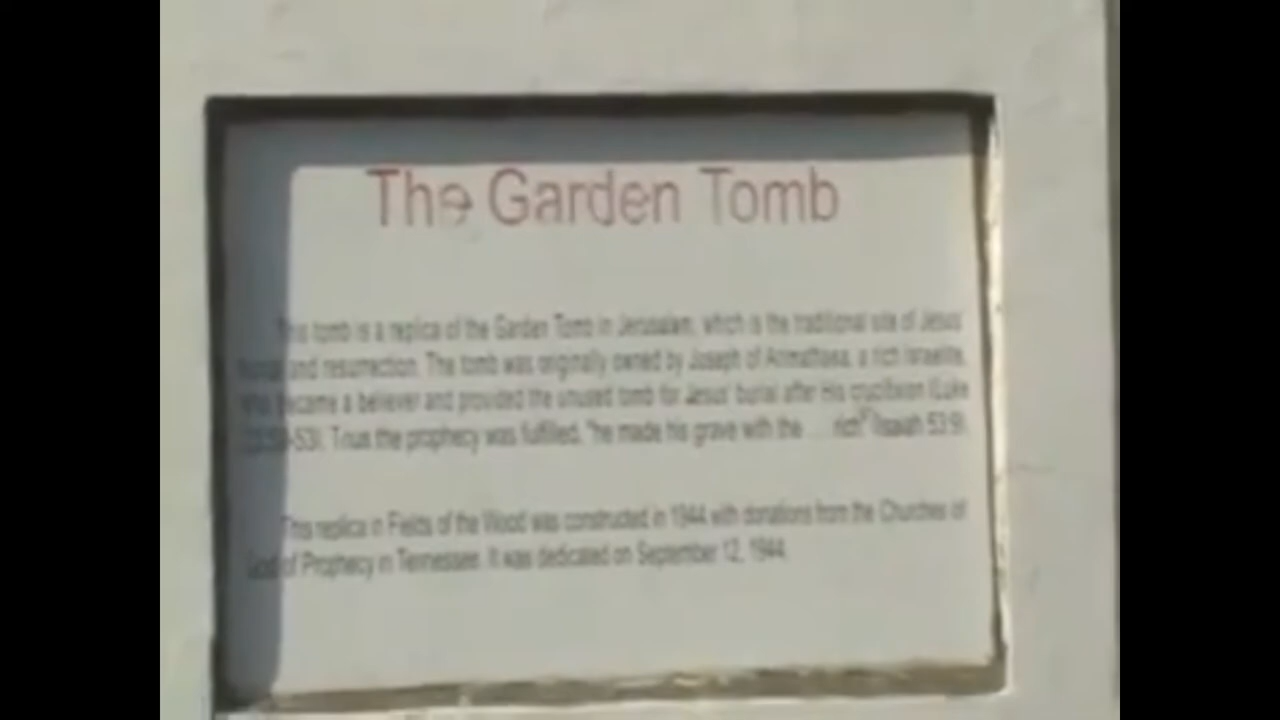 The Garden Tomb
This tomb is a replica of the Garden Tomb in Jerusalem, which is the traditional site of Jesus'
and resurrection. The tomb was originally owned by Joseph of Arimathaea, a rich Israelite,
who became a believer and provided the unused tomb for Jesus' burial after His crucifixion (Luke
-53). Thus the prophecy was fulfilled, "he made his grave with the ... rich" (Isaiah 53:9).
This replica in Fields of the Wood was constructed in 1944 with donations from the Churches of
God of Prophecy in Tennessee. It was dedicated on September 12, 1944.